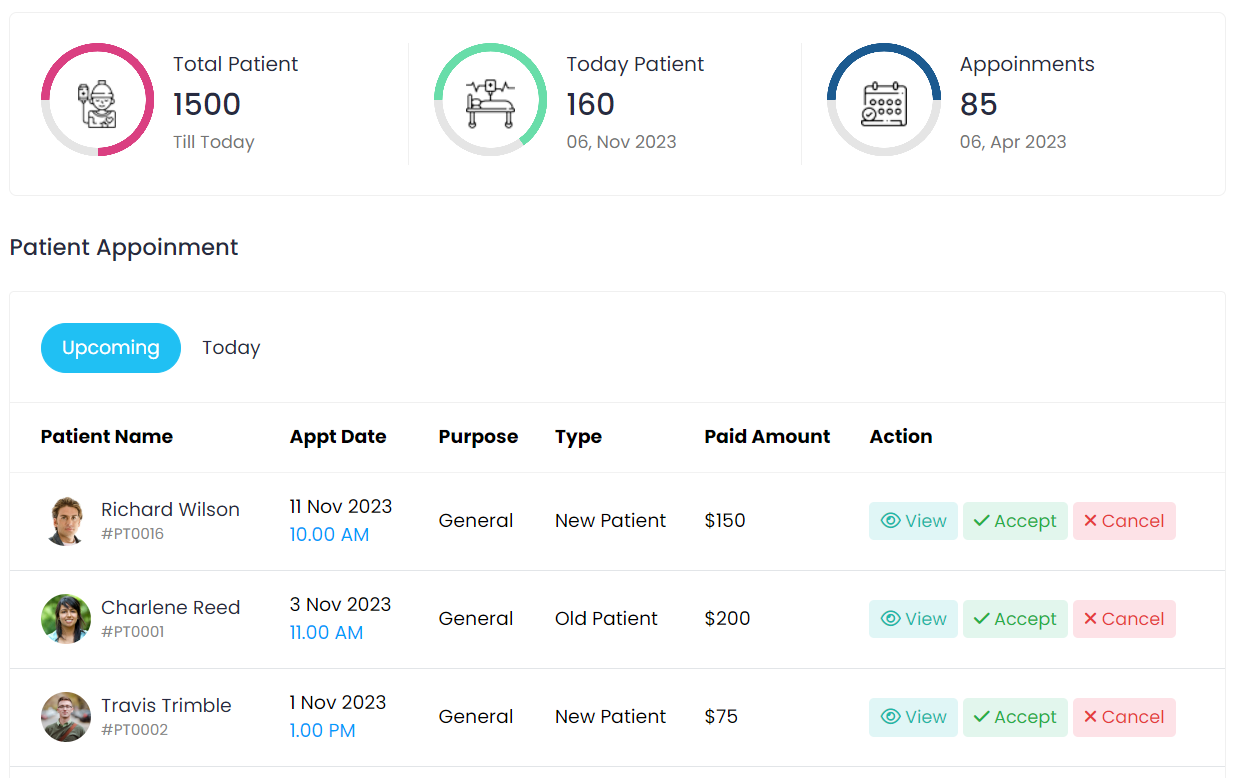 Total Patient
1500
Till Today
Today Patient
160
06, Nov 2023
Appoinments
85
06, Apr 2023
Patient Appoinment
Upcoming Today
Patient Name Appt Date Purpose Type Paid Amount Action
Richard Wilson
#PT0016
11 Nov 2023
10.00 AM
General
New Patient
$150
View Accept Cancel
Charlene Reed
#PT0001
3 Nov 2023
11.00 AM
General
Old Patient
$200
View Accept Cancel
Travis Trimble
#PT0002
1 Nov 2023
1.00 PM
General
New Patient
$75
View Accept Cancel